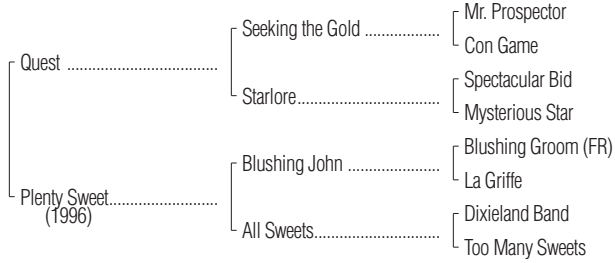 Mr. Prospector
Seeking the Gold ..................
Con Game
Quest ....................................
Spectacular Bid
Starlore..................................
Mysterious Star
Blushing Groom (FR)
Blushing John ......................
La Griffe
Plenty Sweet..........................
(1996)
Dixieland Band
All Sweets..............................
Too Many Sweets